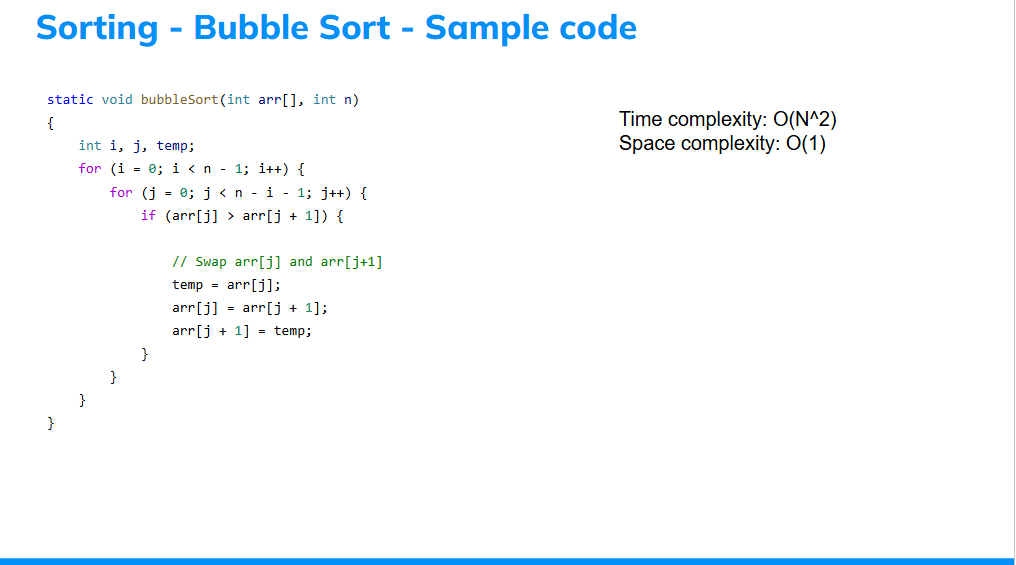 Sorting - Bubble Sort - Sample code
static void bubbleSort(int arr[], int n)
{
    int i, j, temp;
    for (i = 0; i < n - 1; i++) {
        for (j = 0; j < n - i - 1; j++) {
            if (arr[j] > arr[j + 1]) {
                // Swap arr[j] and arr[j+1]
                temp = arr[j];
                arr[j] = arr[j + 1];
                arr[j + 1] = temp;
            }
        }
    }
}
Time complexity: O(N^2)
Space complexity: O(1)